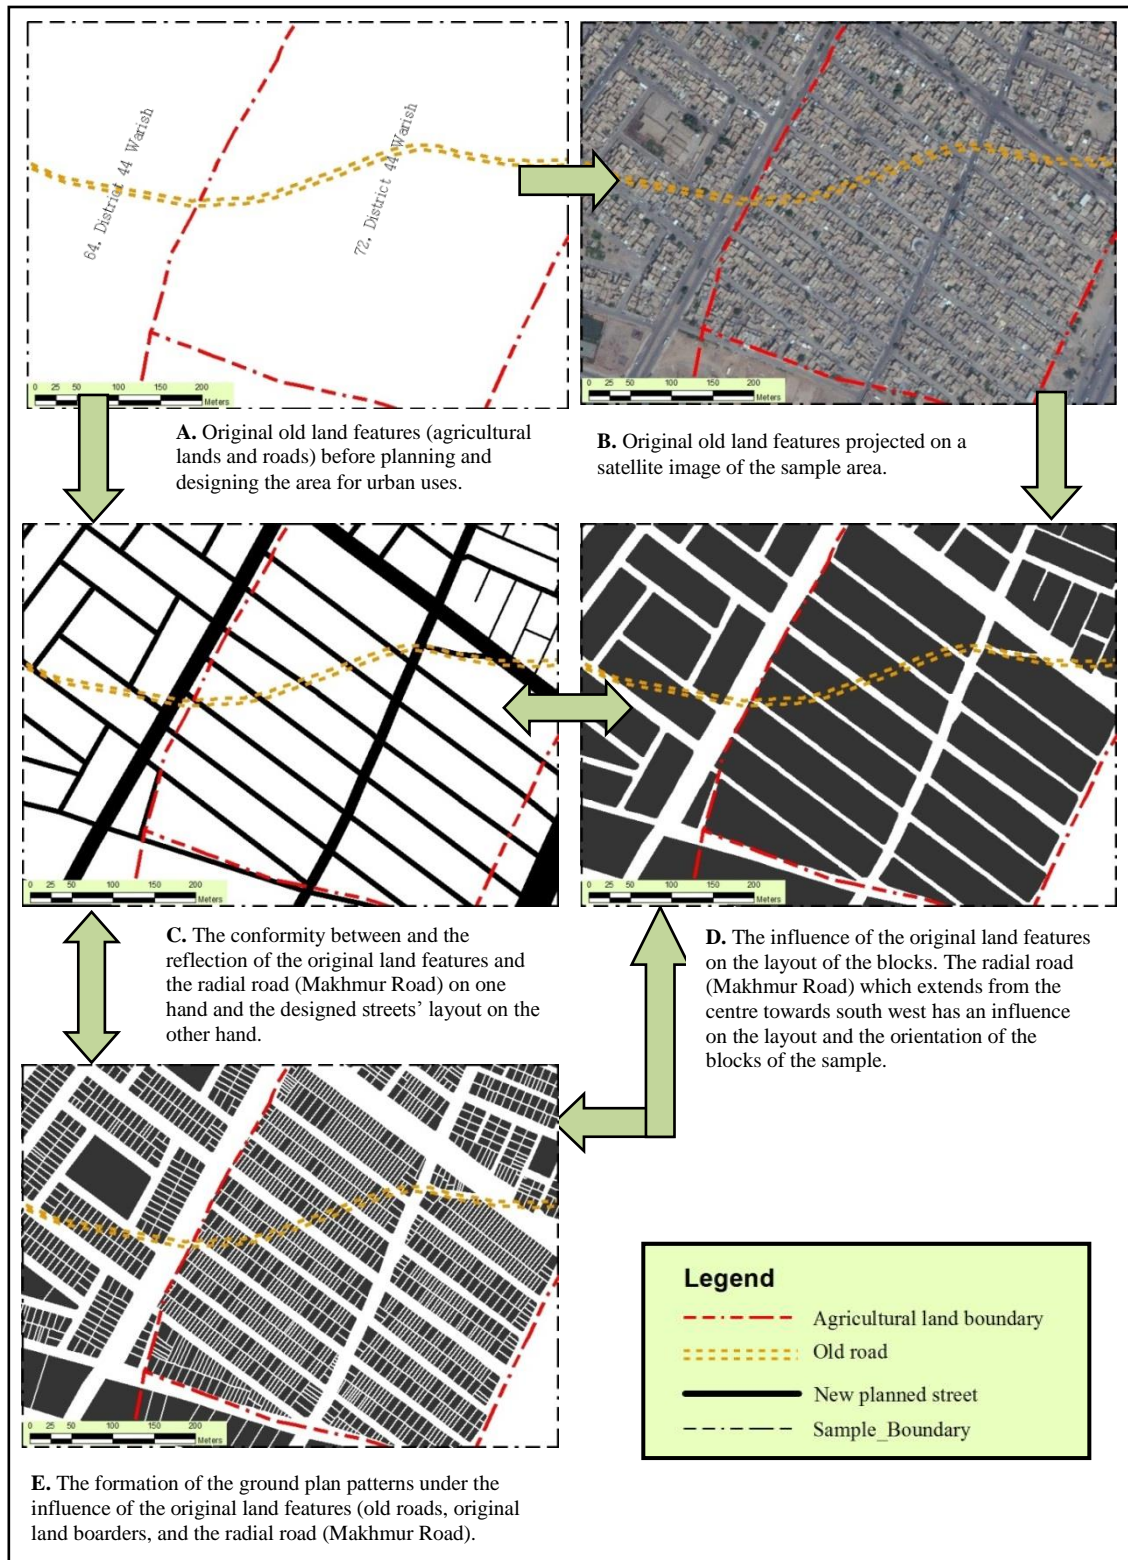 64. District 44 Warish
72. District 44 Warish
0 25 50 100 150 200
Meters
0 25 50 100 150 200
Meters
A. Original old land features (agricultural
lands and roads) before planning and
designing the area for urban uses.
B. Original old land features projected on a
satellite image of the sample area.
0 25 50 100 150 200
Meters
0 25 50 100 150 200
Meters
C. The conformity between and the
reflection of the original land features and
the radial road (Makhmur Road) on one
hand and the designed streets’ layout on the
other hand.
D. The influence of the original land features
on the layout of the blocks. The radial road
(Makhmur Road) which extends from the
centre towards south west has an influence
on the layout and the orientation of the
blocks of the sample.
0 25 50 100 150 200
Meters
Legend
Agricultural land boundary
Old road
New planned street
Sample_Boundary
E. The formation of the ground plan patterns under the
influence of the original land features (old roads, original
land boarders, and the radial road (Makhmur Road).